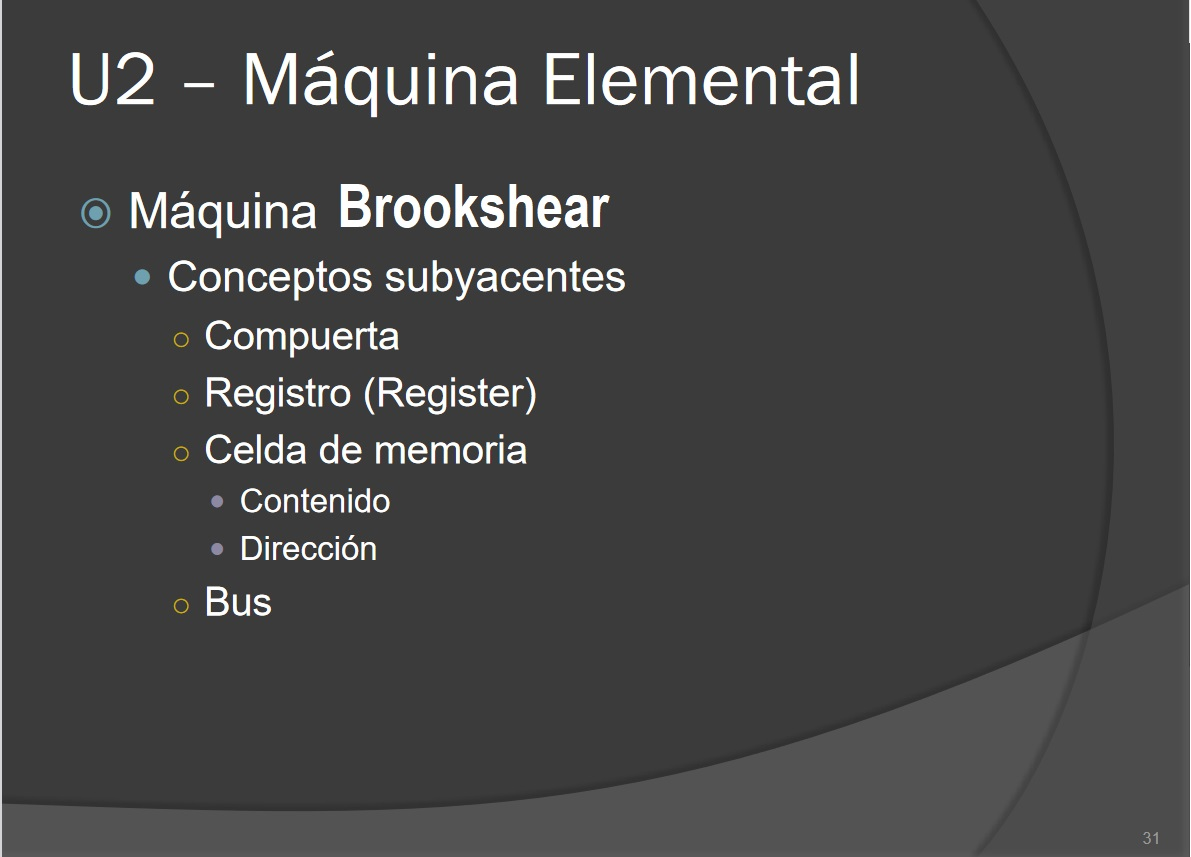 U2 – Máquina Elemental
Máquina Brookshear
Conceptos subyacentes
Compuerta
Registro (Register)
Celda de memoria
Contenido
Dirección
Bus
31